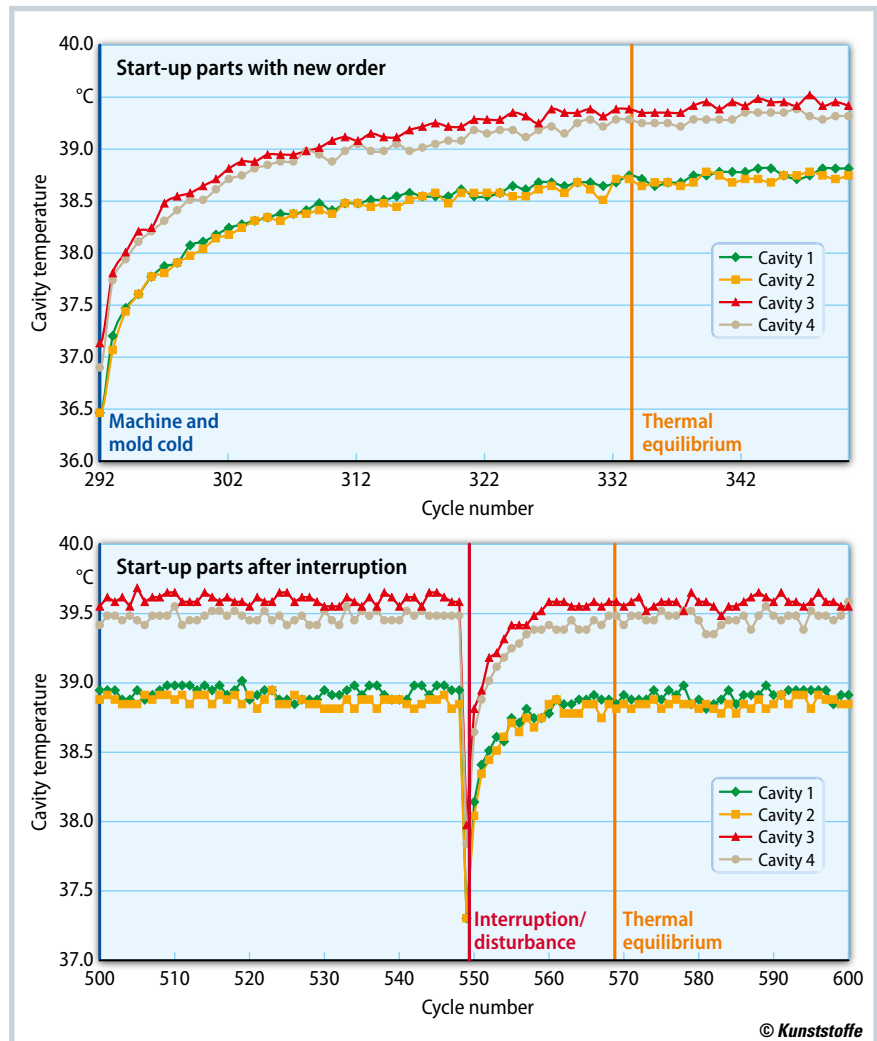 40.0
Start-up parts with new order
°C
39.0
38.5
38.0
37.5
37.0
36.5
36.0
Cavity temperature
Cavity 1
Cavity 2
Cavity 3
Cavity 4
Machine and
mold cold
Thermal
equilibrium
292
302
312
322
332
342
Cycle number
40.0
Start-up parts after interruption
°C
39.5
39.0
38.5
38.0
37.5
37.0
Cavity temperature
Cavity 1
Cavity 2
Cavity 3
Cavity 4
Interruption/
disturbance
Thermal
equilibrium
500
510
520
530
540
550
560
570
580
590
600
Cycle number
© Kunststoffe